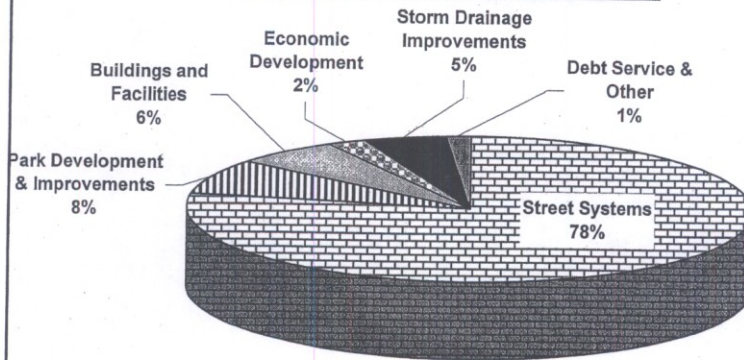 Storm Drainage
Improvements
5%
Economic
Development
2%
Debt Service &
Other
1%
Buildings and
Facilities
6%
Park Development
& Improvements
8%
Street Systems
78%